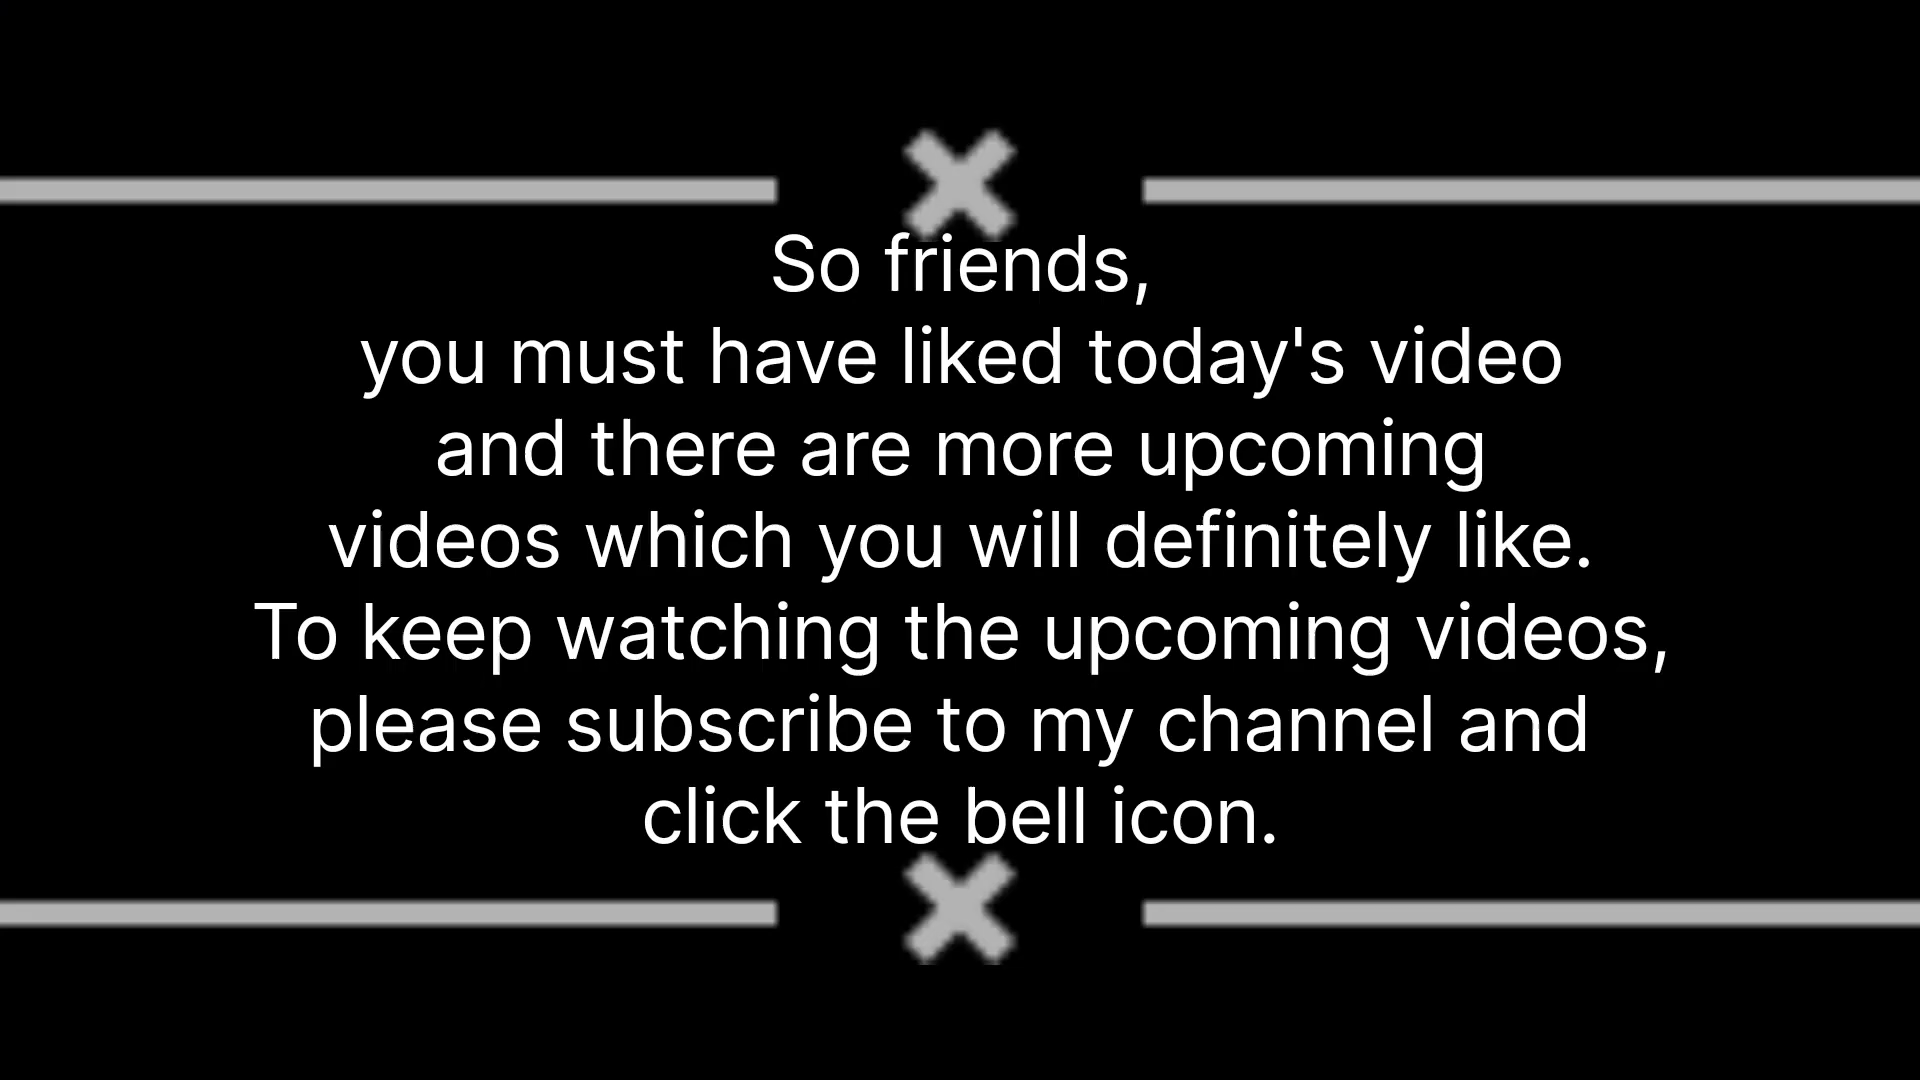 So friends,
you must have liked today's video
and there are more upcoming
videos which you will definitely like.
To keep watching the upcoming videos,
please subscribe to my channel and
click the bell icon.